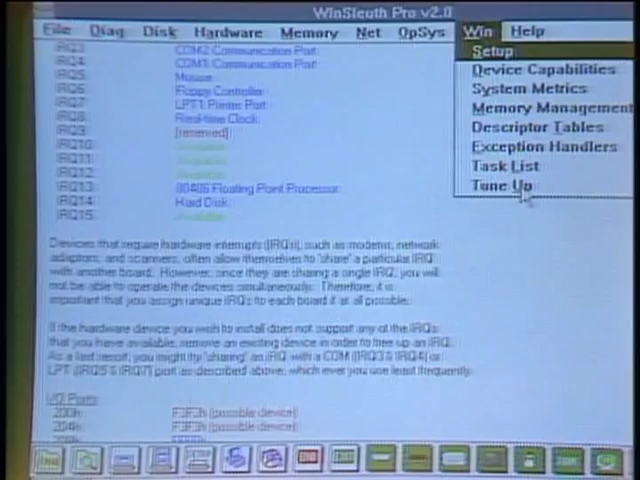 WinSleuth Pro v2.0
File Diag Disk Hardware Memory Net OpSys Win Help
IRQ3 COM2 Communication Port
IRQ4 COM1 Communication Port
IRQ5 Mouse
IRQ6 Floppy Controller
IRQ7 LPT1 Printer Port
IRQ8 Real-time Clock
IRQ9 [reserved]
IRQ10 Available
IRQ11 Available
IRQ12 Available
IRQ13 80486 Floating Point Processor
IRQ14 Hard Disk
IRQ15 Available
Setup
Device Capabilities
System Metrics
Memory Management
Descriptor Tables
Exception Handlers
Task List
Tune Up
Devices that require hardware interrupts (IRQs), such as modems, network
adaptors, and scanners, often allow themselves to 'share' a particular IRQ
with another board. However, since they are sharing a single IRQ, you will
not be able to operate the devices simultaneously. Therefore, it is
important that you assign unique IRQs to each board if at all possible.
If the hardware device you wish to install does not support any of the IRQs
that you have available, remove an existing device in order to free up an IRQ.
As a last resort, you might try 'sharing' an IRQ with a COM (IRQ3 & IRQ4) or
LPT (IRQ5 & IRQ7) port as described above, which ever you use least frequently.
I/O Ports
200h F3F3h (possible device)
204h F3F3h (possible device)